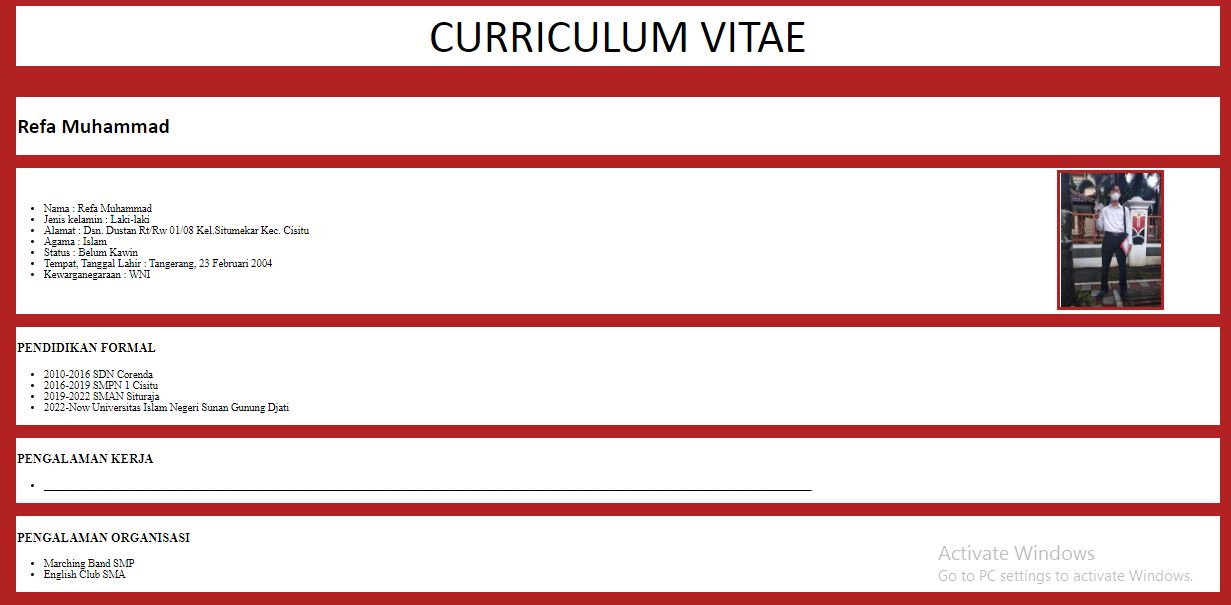 CURRICULUM VITAE
Refa Muhammad
Nama : Refa Muhammad
Jenis kelamin : Laki-laki
Alamat : Dsn. Dustan Rt/Rw 01/08 Kel.Situmekar Kec. Cisitu
Agama : Islam
Status : Belum Kawin
Tempat, Tanggal Lahir : Tangerang, 23 Februari 2004
Kewarganegaraan : WNI
PENDIDIKAN FORMAL
2010-2016 SDN Corenda
2016-2019 SMPN 1 Cisitu
2019-2022 SMAN Situraja
2022-Now Universitas Islam Negeri Sunan Gunung Djati
PENGALAMAN KERJA
PENGALAMAN ORGANISASI
Marching Band SMP
English Club SMA
Activate Windows
Go to PC settings to activate Windows.